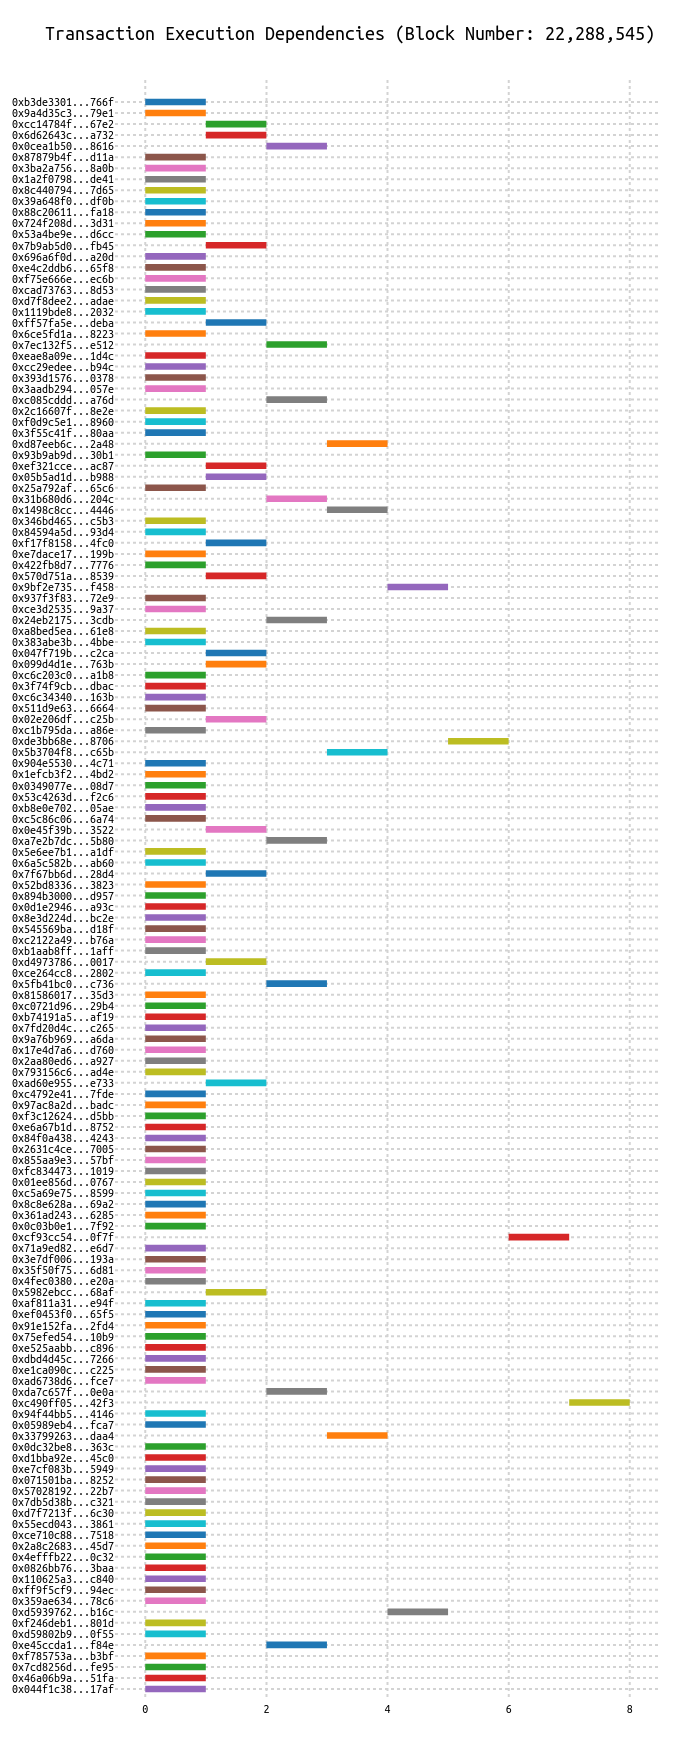 Transaction Execution Dependencies (Block Number: 22,288,545)
0xb3de3301...766f
0x9a4d35c3...79e1
0xcc14784f...67e2
0x6d62643c...a732
0x0cea1b50...8616
0x87879b4f...d11a
0x3ba2a756...8a0b
0x1a2f0798...de41
0x8c440794...7d65
0x39a648f0...df0b
0x88c20611...fa18
0x724f208d...3d31
0x53a4be9e...d6cc
0x7b9ab5d0...fb45
0x696a6f0d...a20d
0xe4c2ddb6...65f8
0xf75e666e...ec6b
0xcad73763...8d53
0xd7f8dee2...adae
0x1119bde8...2032
0xff57fa5e...deba
0x6ce5fd1a...8223
0x7ec132f5...e512
0xeae8a09e...1d4c
0xcc29edee...b94c
0x393d1576...0378
0x3aadb294...057e
0xc085cddd...a76d
0x2c16607f...8e2e
0xf0d9c5e1...8960
0x3f55c41f...80aa
0xd87eeb6c...2a48
0x93b9ab9d...30b1
0xef321cce...ac87
0x05b5ad1d...b988
0x25a792af...65c6
0x31b680d6...204c
0x1498c8cc...4446
0x346bd465...c5b3
0x84594a5d...93d4
0xf17f8158...4fc0
0xe7dace17...199b
0x422fb8d7...7776
0x570d751a...8539
0x9bf2e735...f458
0x937f3f83...72e9
0xce3d2535...9a37
0x24eb2175...3cdb
0xa8bed5ea...61e8
0x383abe3b...4bbe
0x047f719b...c2ca
0x099d4d1e...763b
0xc6c203c0...a1b8
0x3f74f9cb...dbac
0xc6c34340...163b
0x511d9e63...6664
0x02e206df...c25b
0xc1b795da...a86e
0xde3bb68e...8706
0x5b3704f8...c65b
0x904e5530...4c71
0x1efcb3f2...4bd2
0x0349077e...08d7
0x53c4263d...f2c6
0xb8e0e702...05ae
0xc5c86c06...6a74
0x0e45f39b...3522
0xa7e2b7dc...5b80
0x5e6ee7b1...a1df
0x6a5c582b...ab60
0x7f67bb6d...28d4
0x52bd8336...3823
0x894b3000...d957
0x0d1e2946...a93c
0x8e3d224d...bc2e
0x545569ba...d18f
0xc2122a49...b76a
0xb1aab8ff...1aff
0xd4973786...0017
0xce264cc8...2802
0x5fb41bc0...c736
0x81586017...35d3
0xc0721d96...29b4
0xb74191a5...af19
0x7fd20d4c...c265
0x9a76b969...a6da
0x17e4d7a6...d760
0x2aa80ed6...a927
0x793156c6...ad4e
0xad60e955...e733
0xc4792e41...7fde
0x97ac8a2d...badc
0xf3c12624...d5bb
0xe6a67b1d...8752
0x84f0a438...4243
0x2631c4ce...7005
0x855aa9e3...57bf
0xfc834473...1019
0x01ee856d...0767
0xc5a69e75...8599
0x8c8e628a...69a2
0x361ad243...6285
0x0c03b0e1...7f92
0xcf93cc54...0f7f
0x71a9ed82...e6d7
0x3e7df006...193a
0x35f50f75...6d81
0x4fec0380...e20a
0x5982ebcc...68af
0xaf811a31...e94f
0xef0453f0...65f5
0x91e152fa...2fd4
0x75efed54...10b9
0xe525aabb...c896
0xdbd4d45c...7266
0xe1ca090c...c225
0xad6738d6...fce7
0xda7c657f...0e0a
0xc490ff05...42f3
0x94f44bb5...4146
0x05989eb4...fca7
0x33799263...daa4
0x0dc32be8...363c
0xd1bba92e...45c0
0xe7cf083b...5949
0x071501ba...8252
0x57028192...22b7
0x7db5d38b...c321
0xd7f7213f...6c30
0x55ecd043...3861
0xce710c88...7518
0x2a8c2683...45d7
0x4efffb22...0c32
0x0826bb76...3baa
0x110625a3...c840
0xff9f5cf9...94ec
0x359ae634...78c6
0xd5939762...b16c
0xf246deb1...801d
0xd59802b9...0f55
0xe45ccda1...f84e
0xf785753a...b3bf
0x7cd8256d...fe95
0x46a06b9a...51fa
0x044f1c38...17af
0 2 4 6 8